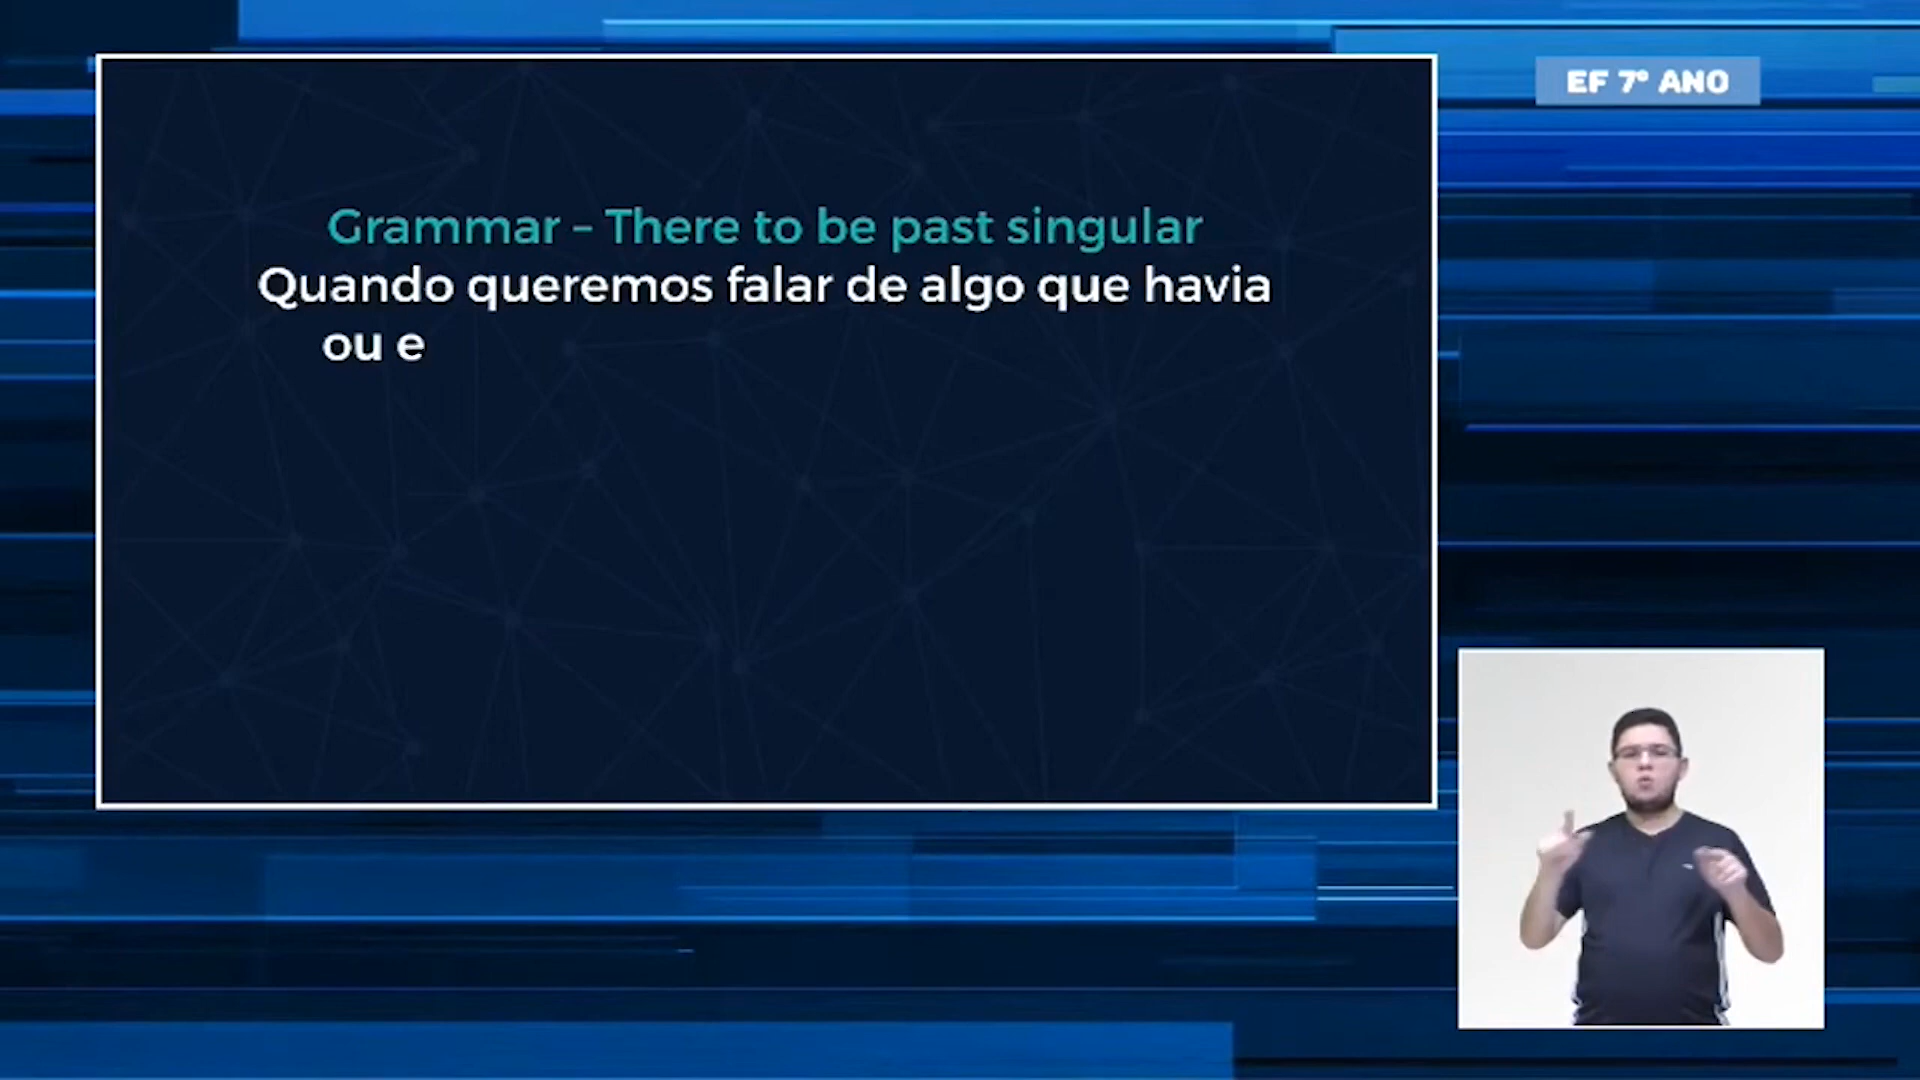 EF 7º ANO
Grammar – There to be past singular
Quando queremos falar de algo que havia
ou e